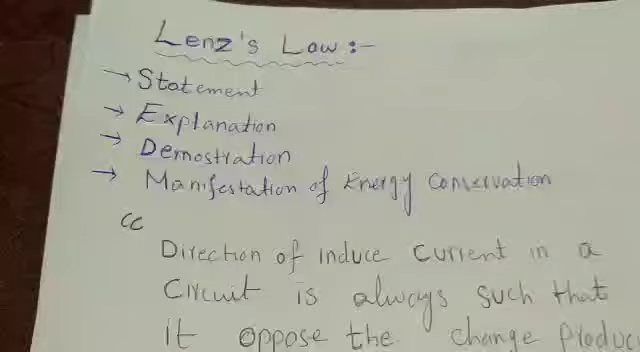 Lenz's Law :-
→ Statement
→ Explanation
→ Demostration
→ Manifestation of Energy Conservation
“
Direction of induce current in a
Circuit is always such that
it oppose the change produc